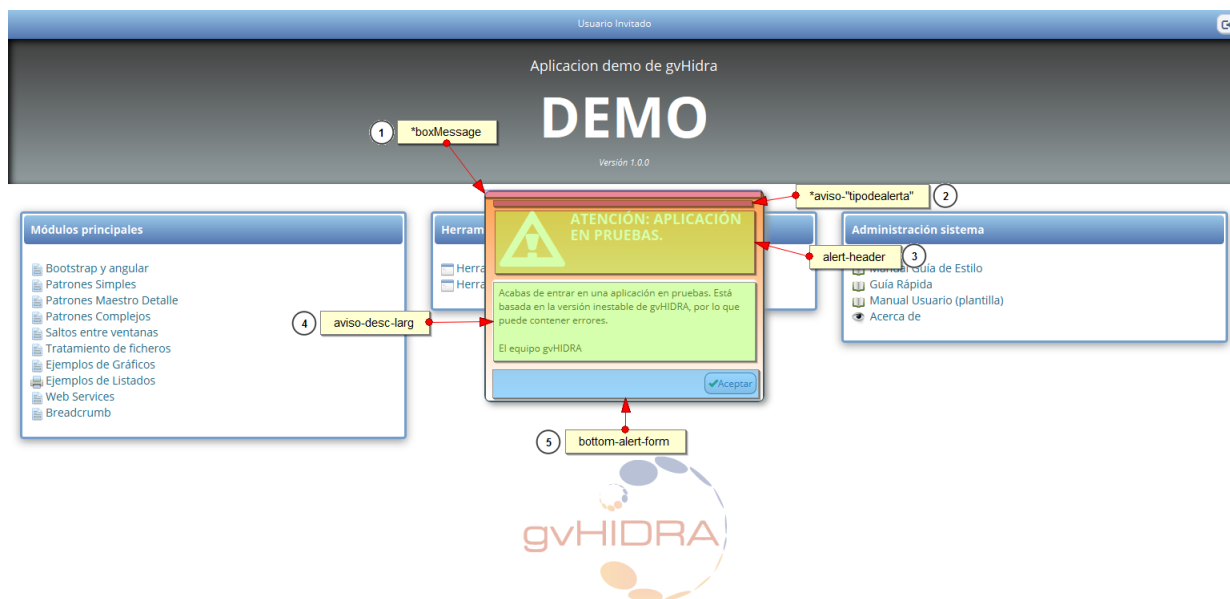 Usuario Invitado
Aplicacion demo de gvHidra
DEMO
Versión 1.0.0
1 *boxMessage
*aviso-"tipodealerta" 2
alert-header 3
4 aviso-desc-larg
5 bottom-alert-form
Módulos principales
Bootstrap y angular
Patrones Simples
Patrones Maestro Detalle
Patrones Complejos
Saltos entre ventanas
Tratamiento de ficheros
Ejemplos de Gráficos
Ejemplos de Listados
Web Services
Breadcrumb
Herram
Herra
Herra
ATENCIÓN: APLICACIÓN
EN PRUEBAS.
Acabas de entrar en una aplicación en pruebas. Está
basada en la versión inestable de gvHIDRA, por lo que
puede contener errores.
El equipo gvHIDRA
Aceptar
Administración sistema
Manual Guía de Estilo
Guía Rápida
Manual Usuario (plantilla)
Acerca de
gvHIDRA